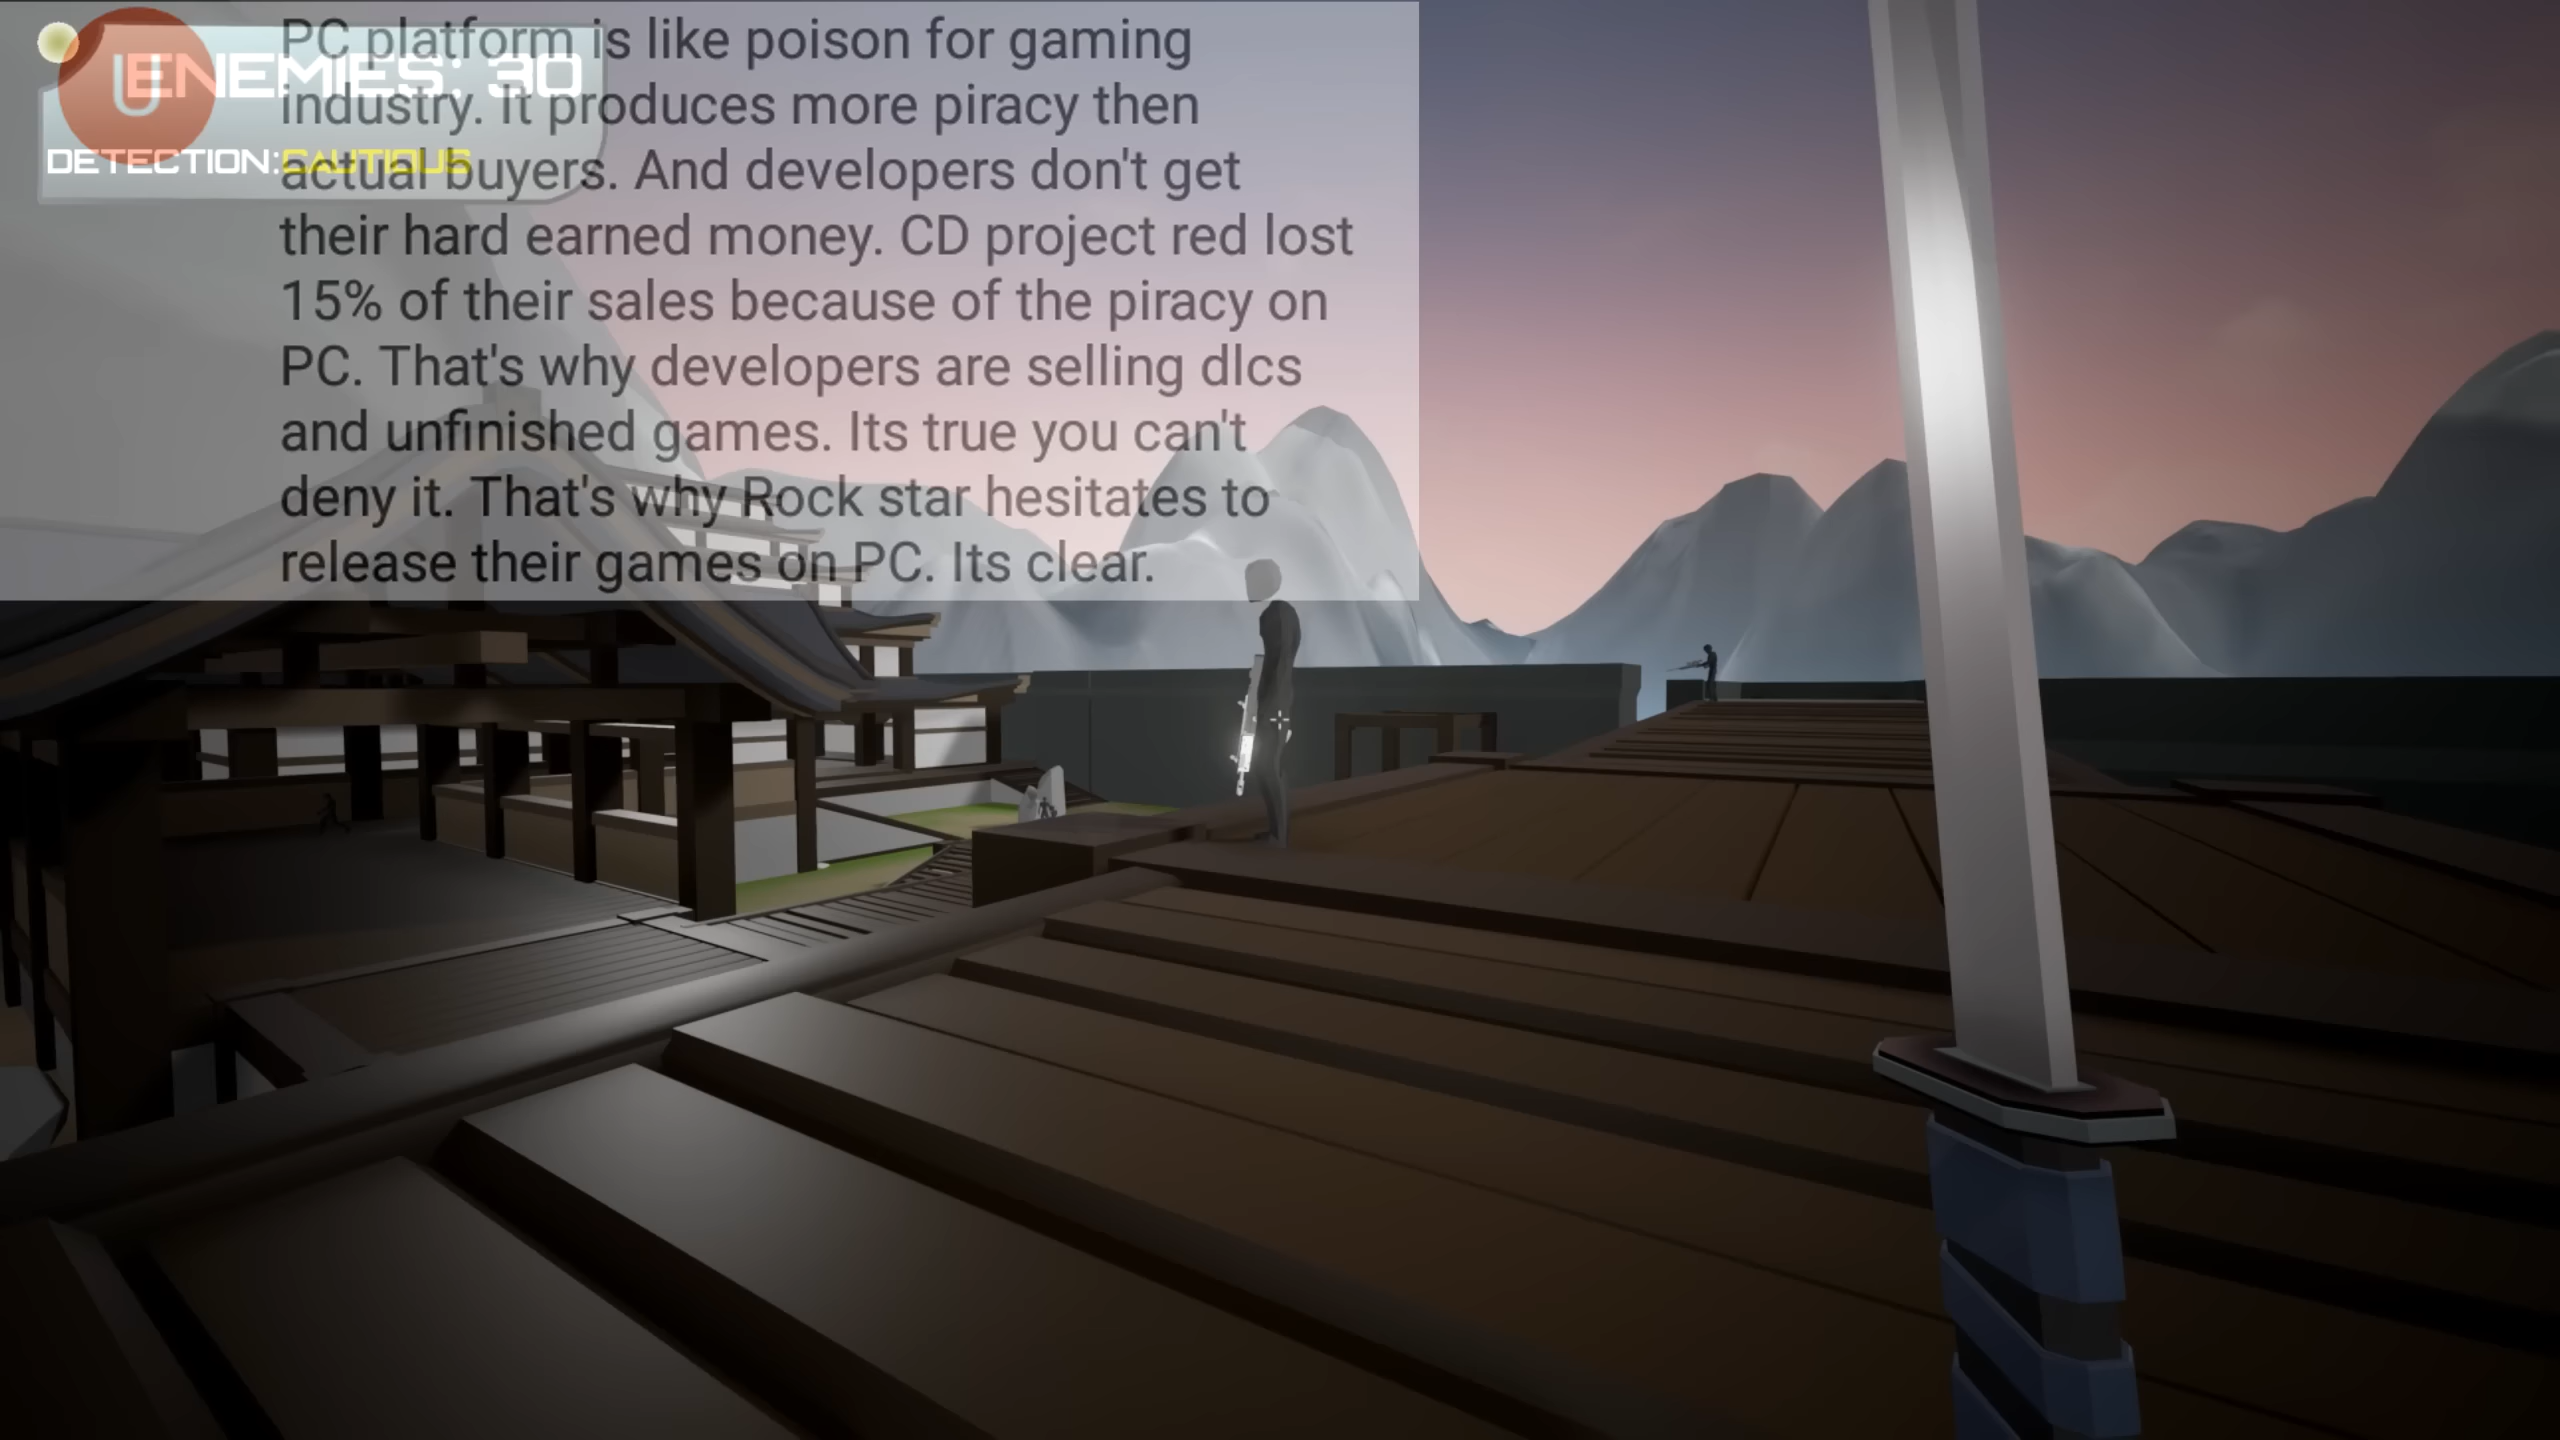 U
ENEMIES: 30
DETECTION:CAUTIOUS
PC platform is like poison for gaming
industry. It produces more piracy then
actual buyers. And developers don't get
their hard earned money. CD project red lost
15% of their sales because of the piracy on
PC. That's why developers are selling dlcs
and unfinished games. Its true you can't
deny it. That's why Rock star hesitates to
release their games on PC. Its clear.